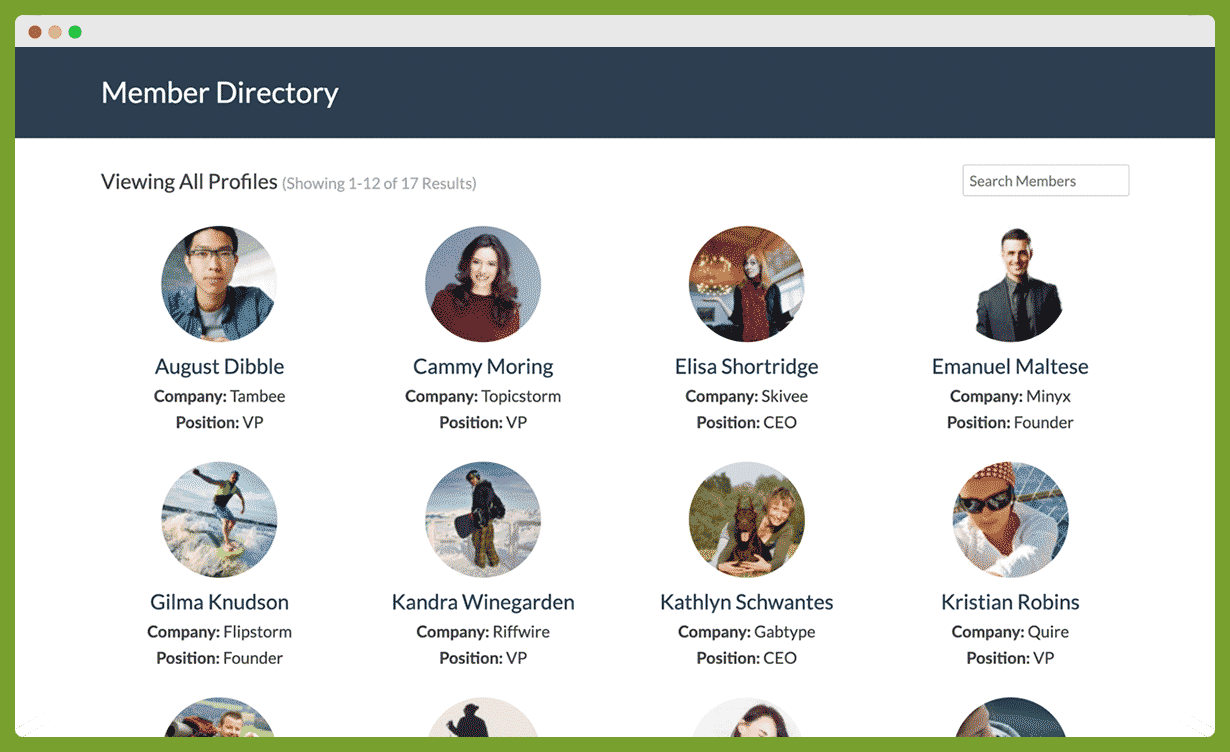 Member Directory
Viewing All Profiles (Showing 1-12 of 17 Results)
Search Members
August Dibble
Company: Tambee
Position: VP
Cammy Moring
Company: Topicstorm
Position: VP
Elisa Shortridge
Company: Skivee
Position: CEO
Emanuel Maltese
Company: Minyx
Position: Founder
Gilma Knudson
Company: Flipstorm
Position: Founder
Kandra Winegarden
Company: Riffwire
Position: VP
Kathlyn Schwantes
Company: Gabtype
Position: CEO
Kristian Robins
Company: Quire
Position: VP